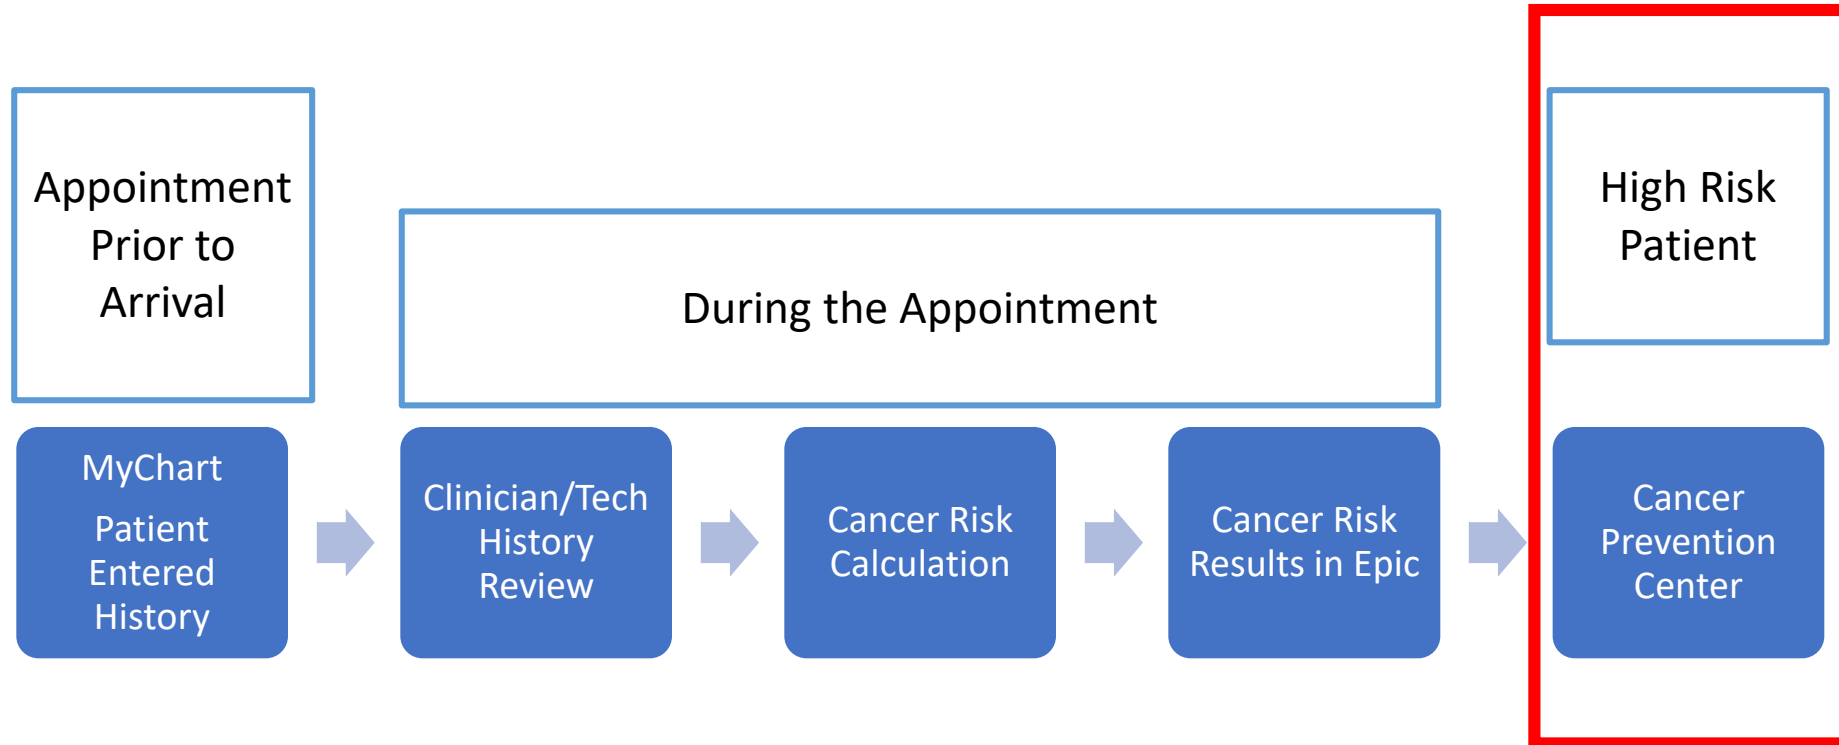 Appointment
Prior to
Arrival
During the Appointment
High Risk
Patient
MyChart
Patient
Entered
History
Clinician/Tech
History
Review
Cancer Risk
Calculation
Cancer Risk
Results in Epic
Cancer
Prevention
Center